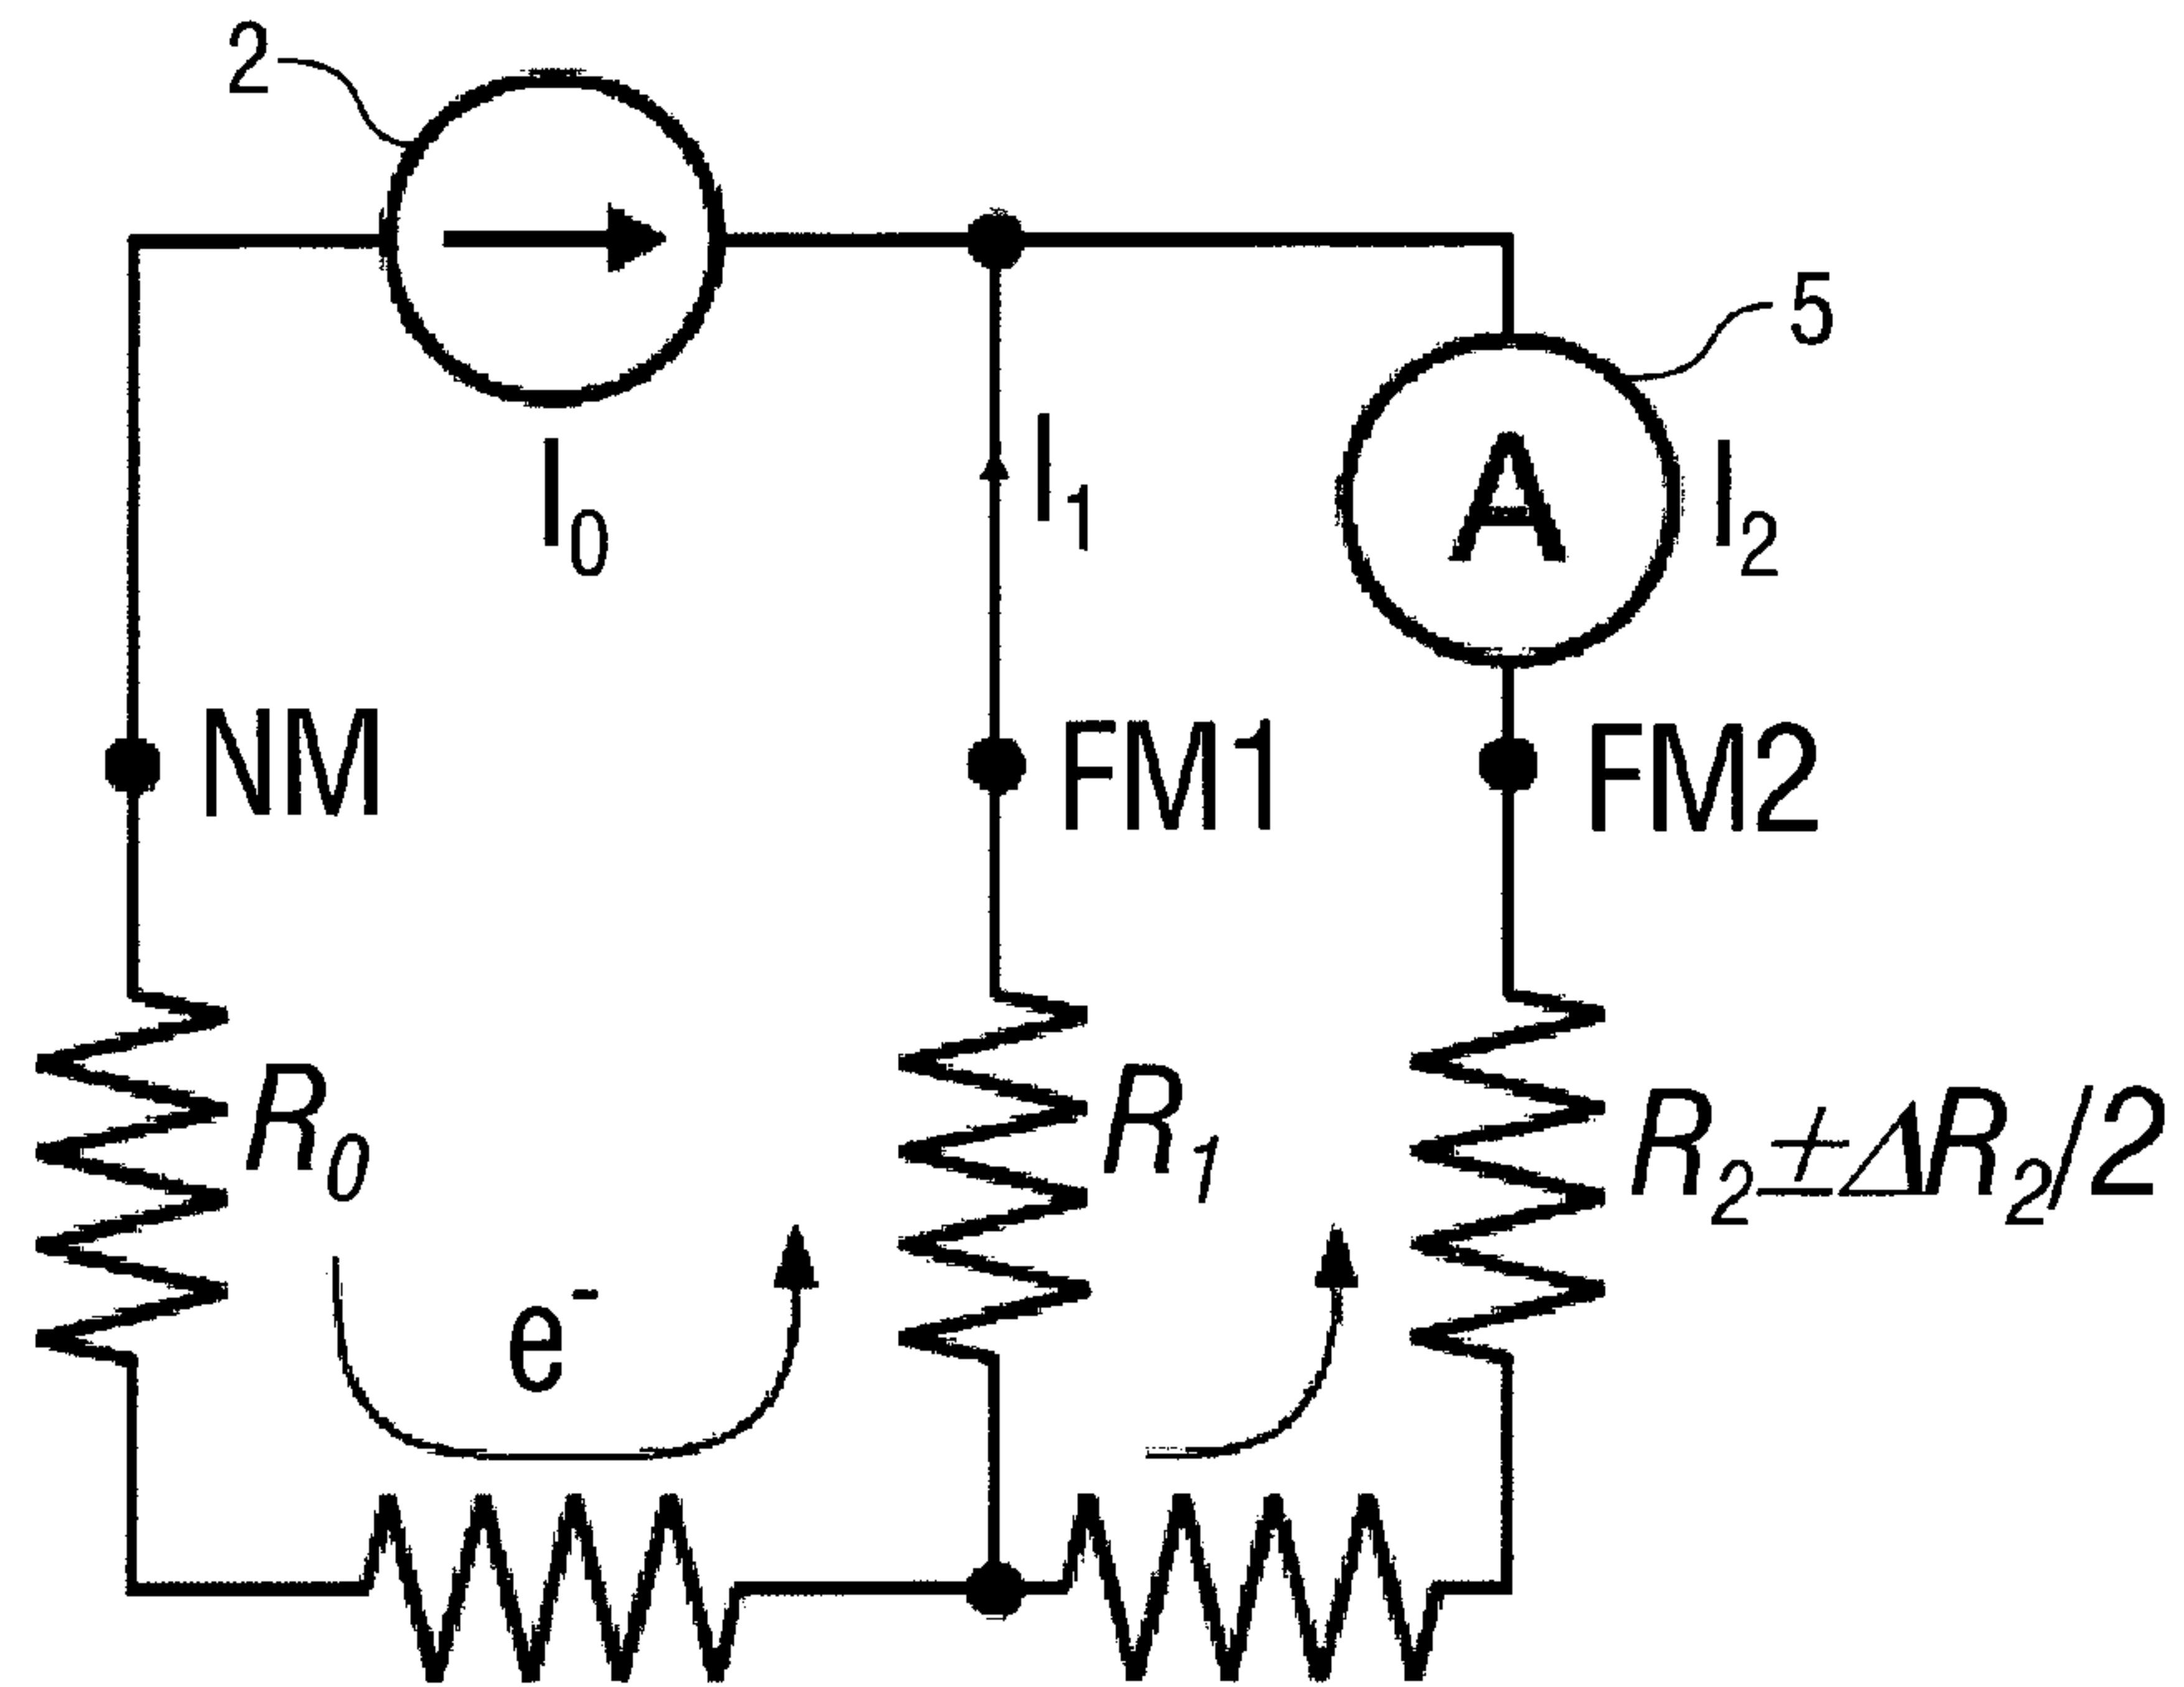 2
5
I₀
I₁
A
I₂
NM
FM1
FM2
R₀
R₁
R₂±ΔR₂/2
e⁻